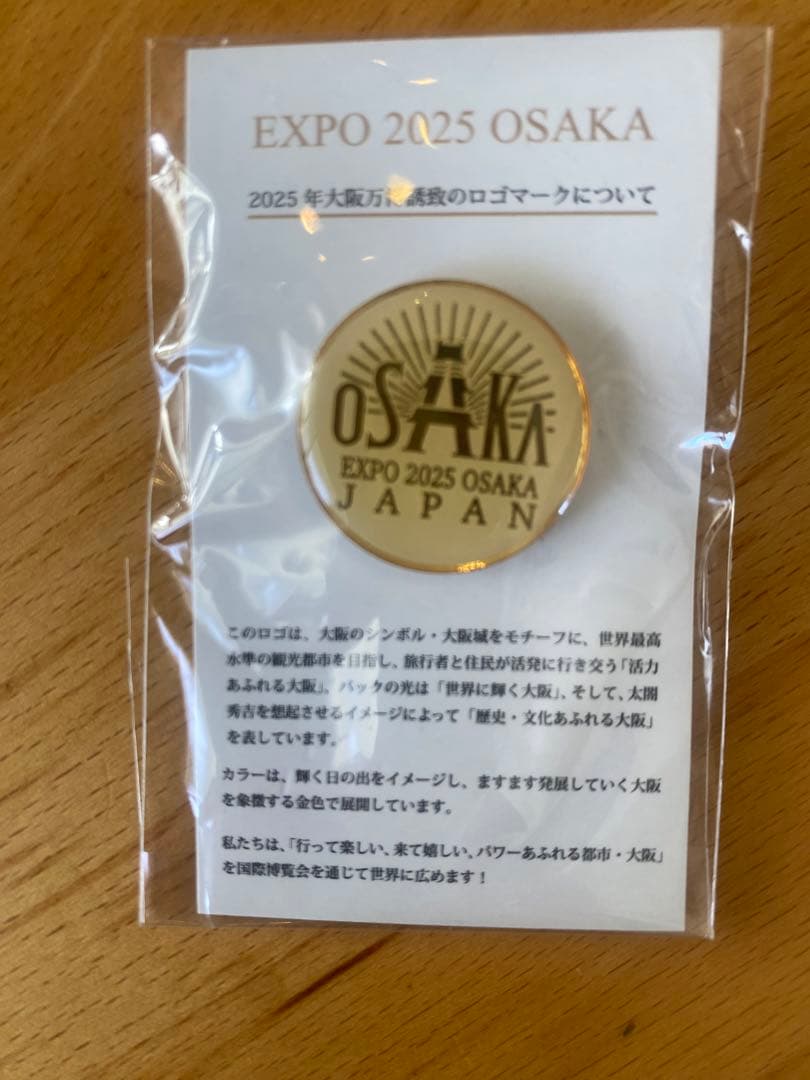 EXPO 2025 OSAKA
2025年大阪万博誘致のロゴマークについて
OSAKA
EXPO 2025 OSAKA
JAPAN
このロゴは、大阪のシンボル・大阪城をモチーフに、世界最高
水準の観光都市を目指し、旅行者と住民が活発に行き交う「活力
あふれる大阪」、バックの光は「世界に輝く大阪」、そして、太閤
秀吉を想起させるイメージによって「歴史・文化あふれる大阪」
を表しています。
カラーは、輝く日の出をイメージし、ますます発展していく大阪
を象徴する金色で展開しています。
私たちは、「行って楽しい、来て嬉しい、パワーあふれる都市・大阪」
を国際博覧会を通じて世界に広めます！